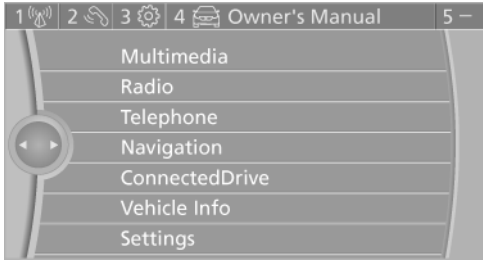 1 2 3 4 Owner's Manual 5 –
Multimedia
Radio
Telephone
Navigation
ConnectedDrive
Vehicle Info
Settings